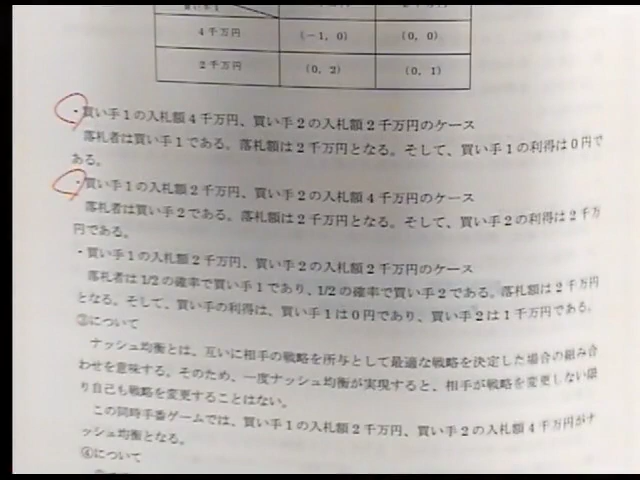 買い手1
4千万円 (−1, 0) (0, 0)
2千万円 (0, 2) (0, 1)
・買い手1の入札額4千万円、買い手2の入札額2千万円のケース
落札者は買い手1である。落札額は2千万円となる。そして、買い手1の利得は0円で
ある。
・買い手1の入札額2千万円、買い手2の入札額4千万円のケース
落札者は買い手2である。落札額は2千万円となる。そして、買い手2の利得は2千万
円である。
・買い手1の入札額2千万円、買い手2の入札額2千万円のケース
落札者は1/2の確率で買い手1であり、1/2の確率で買い手2である。落札額は2千万円
となる。そして、買い手の利得は、買い手1は0円であり、買い手2は1千万円である。
③について
ナッシュ均衡とは、互いに相手の戦略を所与として最適な戦略を決定した場合の組み合
わせを意味する。そのため、一度ナッシュ均衡が実現すると、相手が戦略を変更しない限
り自己も戦略を変更することはない。
この同時手番ゲームでは、買い手1の入札額2千万円、買い手2の入札額4千万円がナ
ッシュ均衡となる。
④について